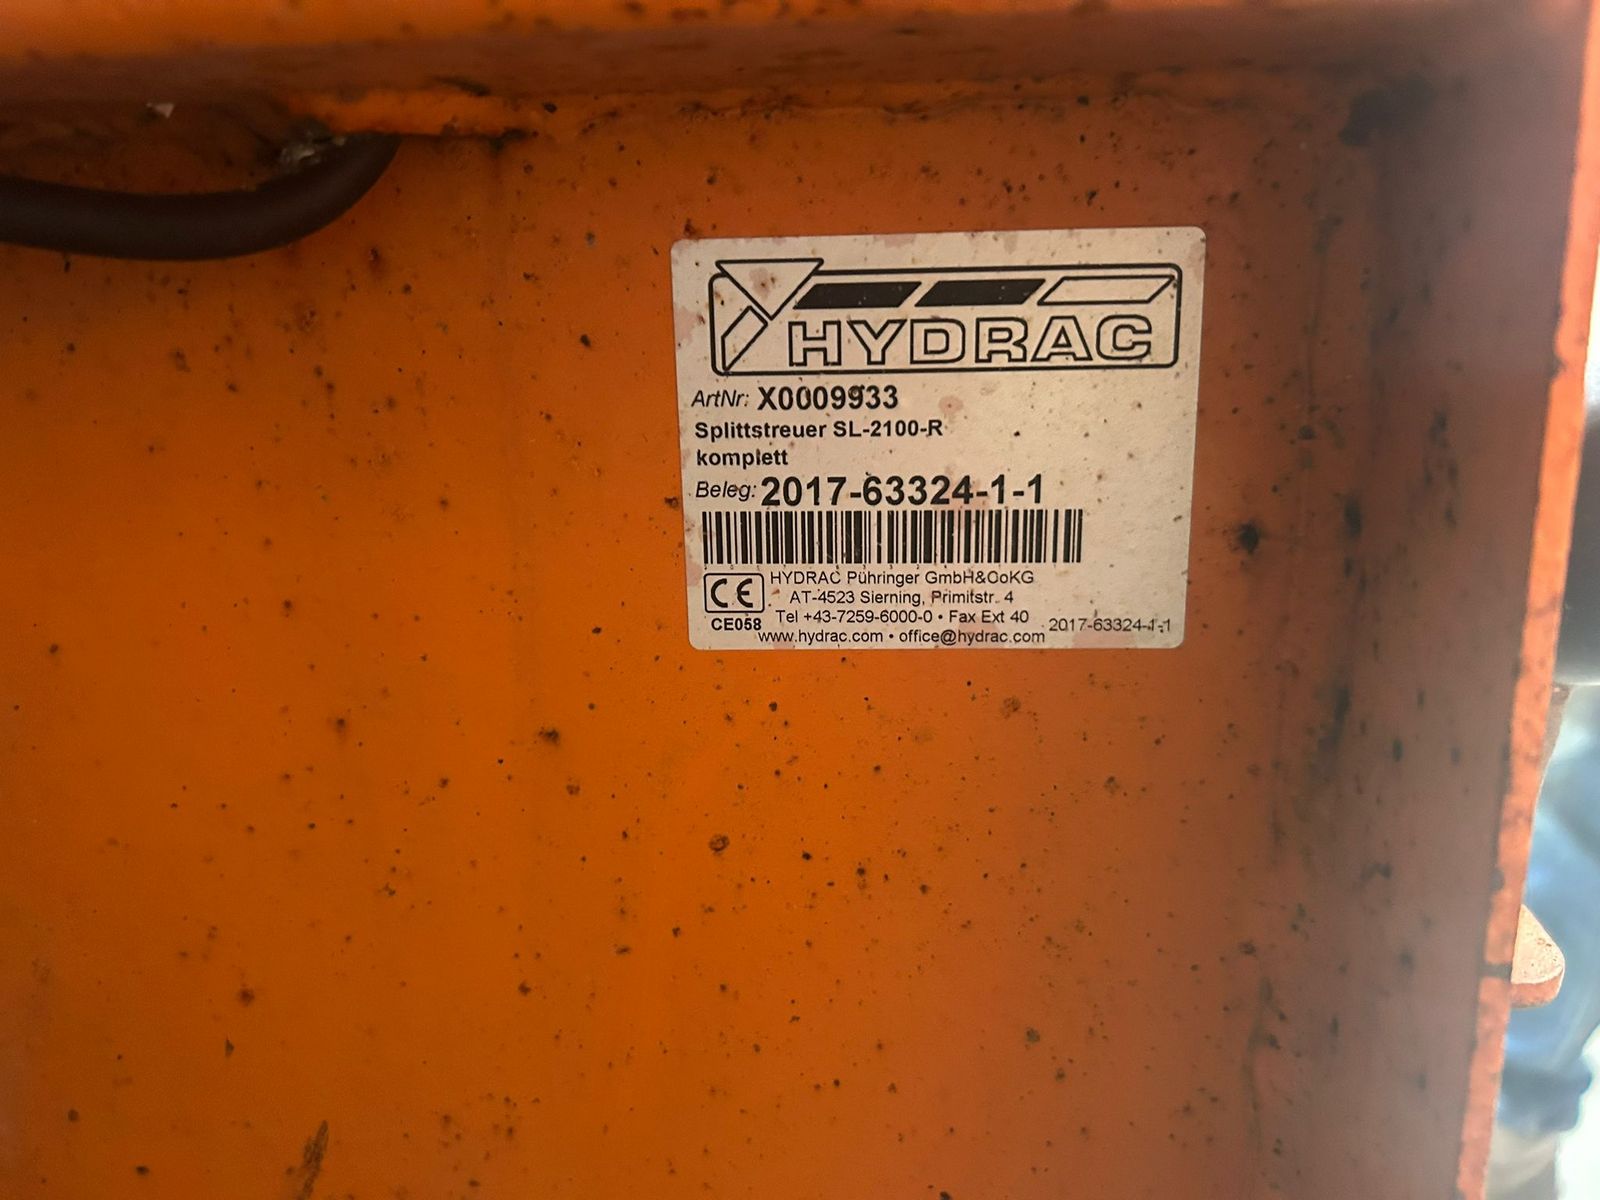 HYDRAC
ArtNr: X0009933
Splittstreuer SL-2100-R
komplett
Beleg: 2017-63324-1-1
HYDRAC Pühringer GmbH&CoKG
AT-4523 Sierning, Primitstr. 4
CE
CE058
Tel +43-7259-6000-0 • Fax Ext 40
2017-63324-1-1
www.hydrac.com • office@hydrac.com